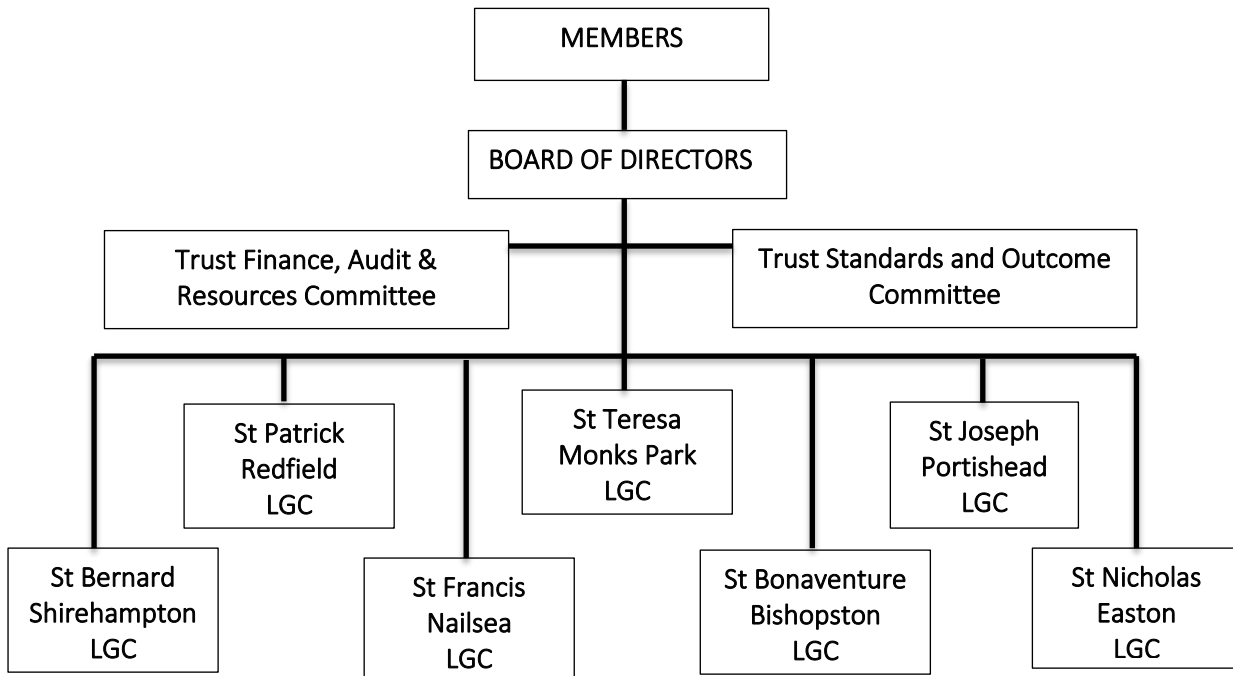 MEMBERS
BOARD OF DIRECTORS
Trust Finance, Audit &
Resources Committee
Trust Standards and Outcome
Committee
St Patrick
Redfield
LGC
St Teresa
Monks Park
LGC
St Joseph
Portishead
LGC
St Bernard
Shirehampton
LGC
St Francis
Nailsea
LGC
St Bonaventure
Bishopston
LGC
St Nicholas
Easton
LGC